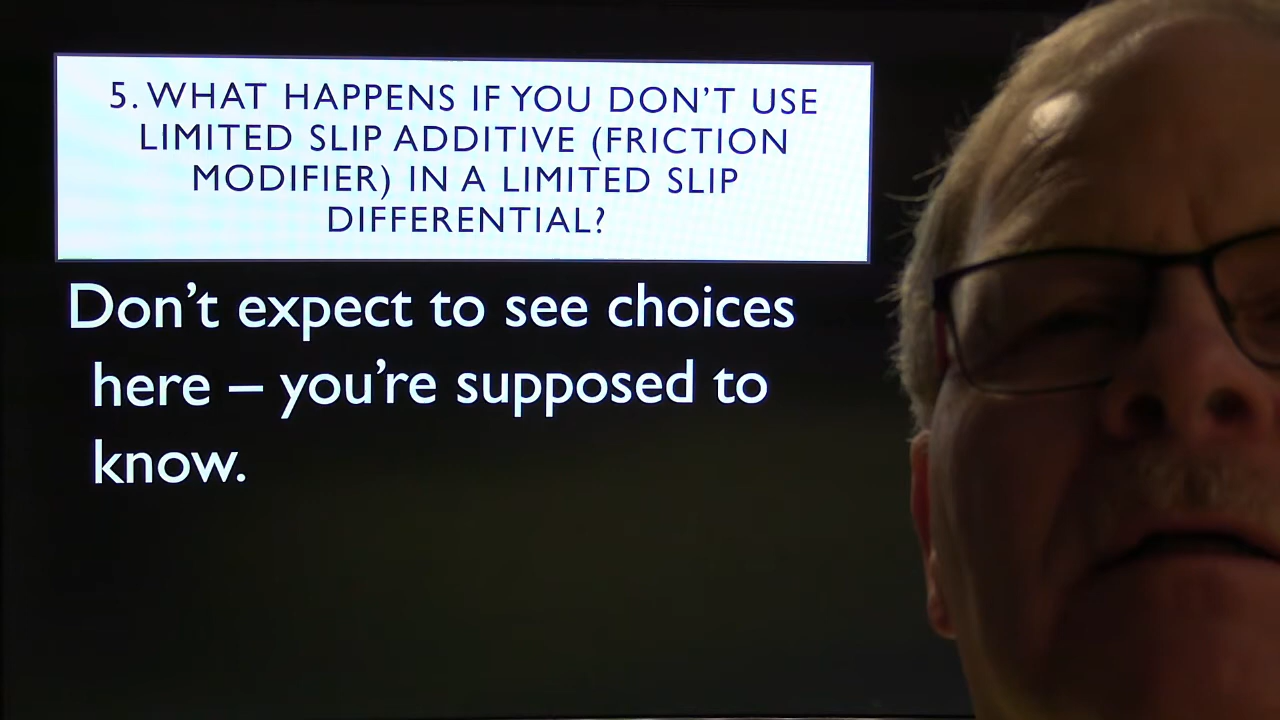 5. WHAT HAPPENS IF YOU DON'T USE
LIMITED SLIP ADDITIVE (FRICTION
MODIFIER) IN A LIMITED SLIP
DIFFERENTIAL?
Don't expect to see choices
here – you're supposed to
know.